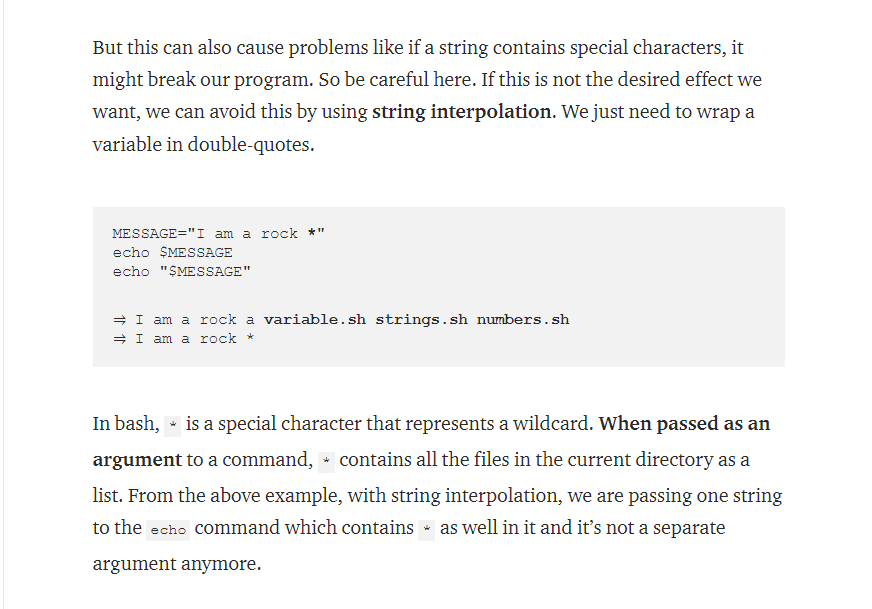 But this can also cause problems like if a string contains special characters, it
might break our program. So be careful here. If this is not the desired effect we
want, we can avoid this by using string interpolation. We just need to wrap a
variable in double-quotes.
MESSAGE="I am a rock *"
echo $MESSAGE
echo "$MESSAGE"
⇒ I am a rock a variable.sh strings.sh numbers.sh
⇒ I am a rock *
In bash, * is a special character that represents a wildcard. When passed as an
argument to a command, * contains all the files in the current directory as a
list. From the above example, with string interpolation, we are passing one string
to the echo command which contains * as well in it and it’s not a separate
argument anymore.